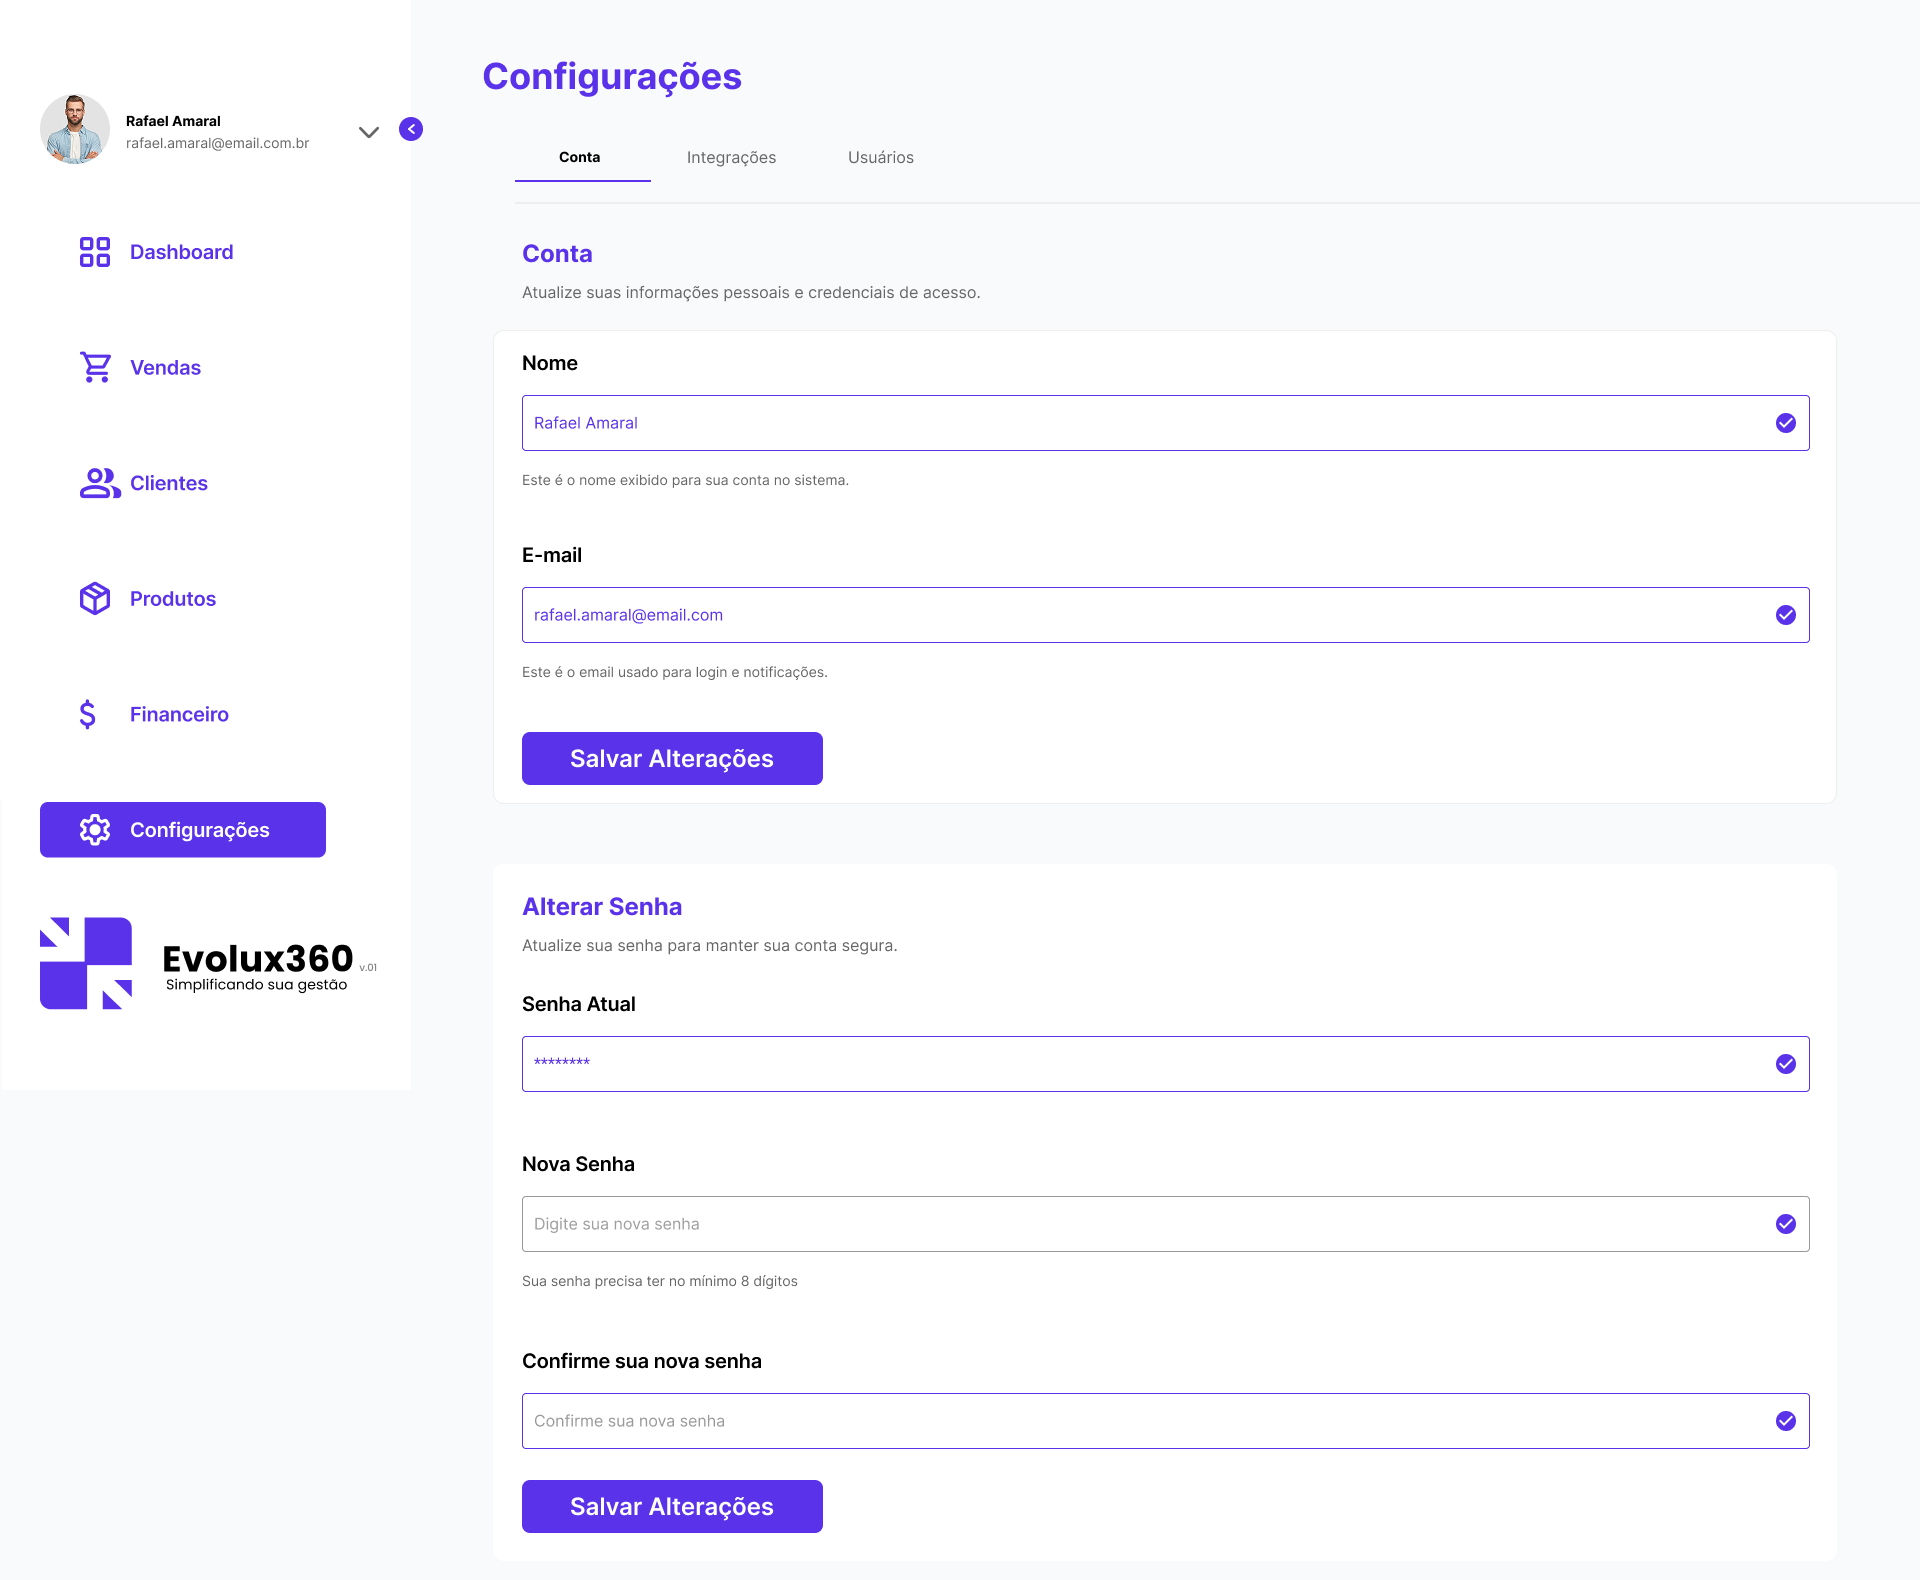 Rafael Amaral
rafael.amaral@email.com.br
Dashboard
Vendas
Clientes
Produtos
Financeiro
Configurações
Evolux360 v.01
Simplificando sua gestão
Configurações
Conta Integrações Usuários
Conta
Atualize suas informações pessoais e credenciais de acesso.
Nome
Rafael Amaral
Este é o nome exibido para sua conta no sistema.
E-mail
rafael.amaral@email.com
Este é o email usado para login e notificações.
Salvar Alterações
Alterar Senha
Atualize sua senha para manter sua conta segura.
Senha Atual
********
Nova Senha
Digite sua nova senha
Sua senha precisa ter no mínimo 8 dígitos
Confirme sua nova senha
Confirme sua nova senha
Salvar Alterações